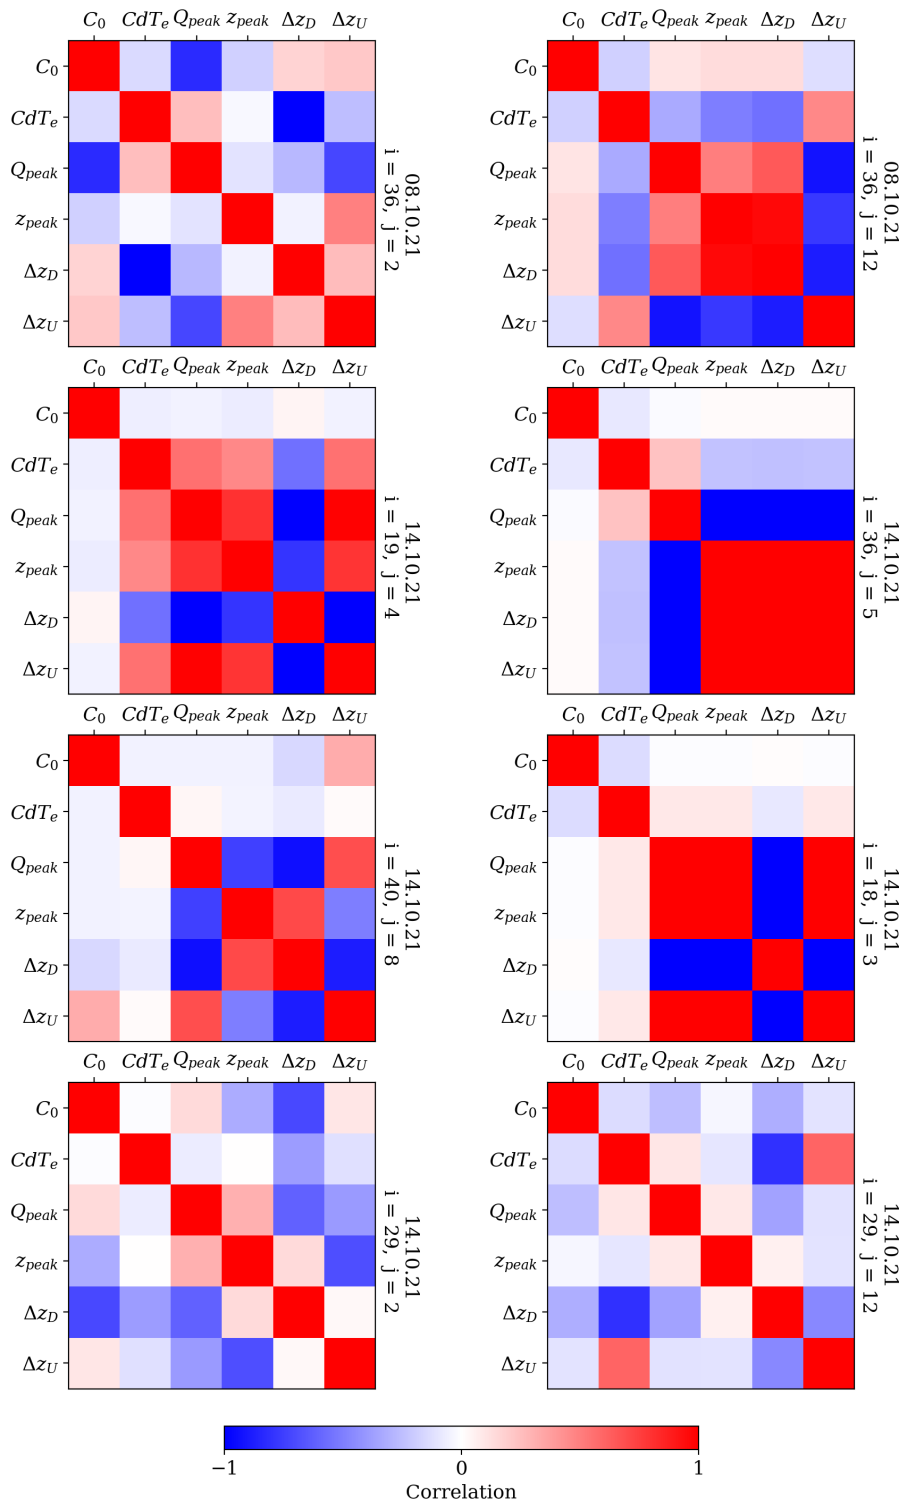 C0 CdTe Qpeak zpeak ΔzD ΔzU
C0
CdTe
Qpeak
zpeak
ΔzD
ΔzU
08.10.21
i = 36, j = 2
C0 CdTe Qpeak zpeak ΔzD ΔzU
C0
CdTe
Qpeak
zpeak
ΔzD
ΔzU
08.10.21
i = 36, j = 12
C0 CdTe Qpeak zpeak ΔzD ΔzU
C0
CdTe
Qpeak
zpeak
ΔzD
ΔzU
14.10.21
i = 19, j = 4
C0 CdTe Qpeak zpeak ΔzD ΔzU
C0
CdTe
Qpeak
zpeak
ΔzD
ΔzU
14.10.21
i = 36, j = 5
C0 CdTe Qpeak zpeak ΔzD ΔzU
C0
CdTe
Qpeak
zpeak
ΔzD
ΔzU
14.10.21
i = 40, j = 8
C0 CdTe Qpeak zpeak ΔzD ΔzU
C0
CdTe
Qpeak
zpeak
ΔzD
ΔzU
14.10.21
i = 18, j = 3
C0 CdTe Qpeak zpeak ΔzD ΔzU
C0
CdTe
Qpeak
zpeak
ΔzD
ΔzU
14.10.21
i = 29, j = 2
C0 CdTe Qpeak zpeak ΔzD ΔzU
C0
CdTe
Qpeak
zpeak
ΔzD
ΔzU
14.10.21
i = 29, j = 12
−1 0 1
Correlation